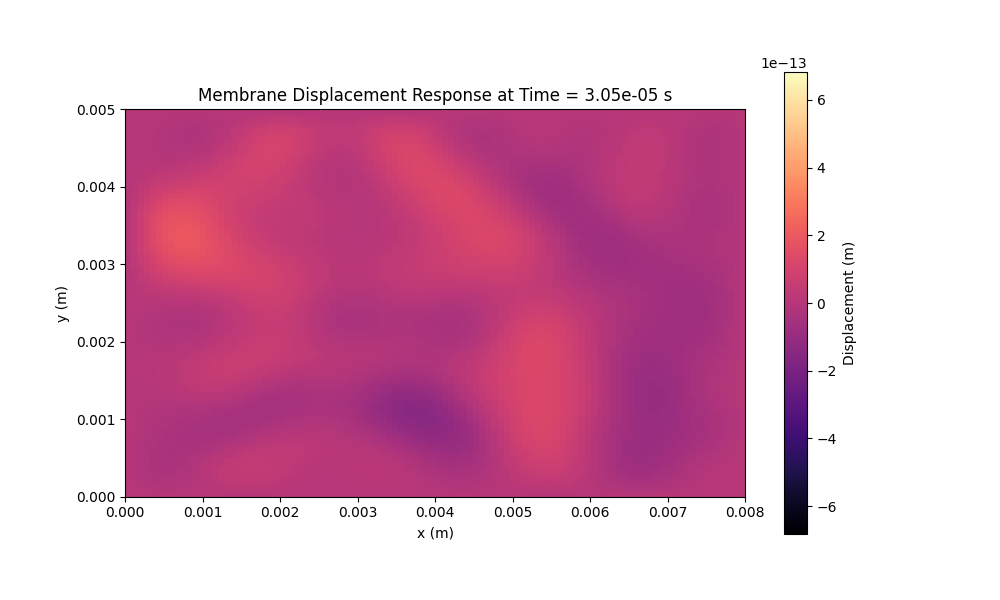 1e−13
Membrane Displacement Response at Time = 3.05e-05 s
0.005
0.004
0.003
0.002
0.001
0.000
y (m)
0.000 0.001 0.002 0.003 0.004 0.005 0.006 0.007 0.008
x (m)
6
4
2
0
−2
−4
−6
Displacement (m)